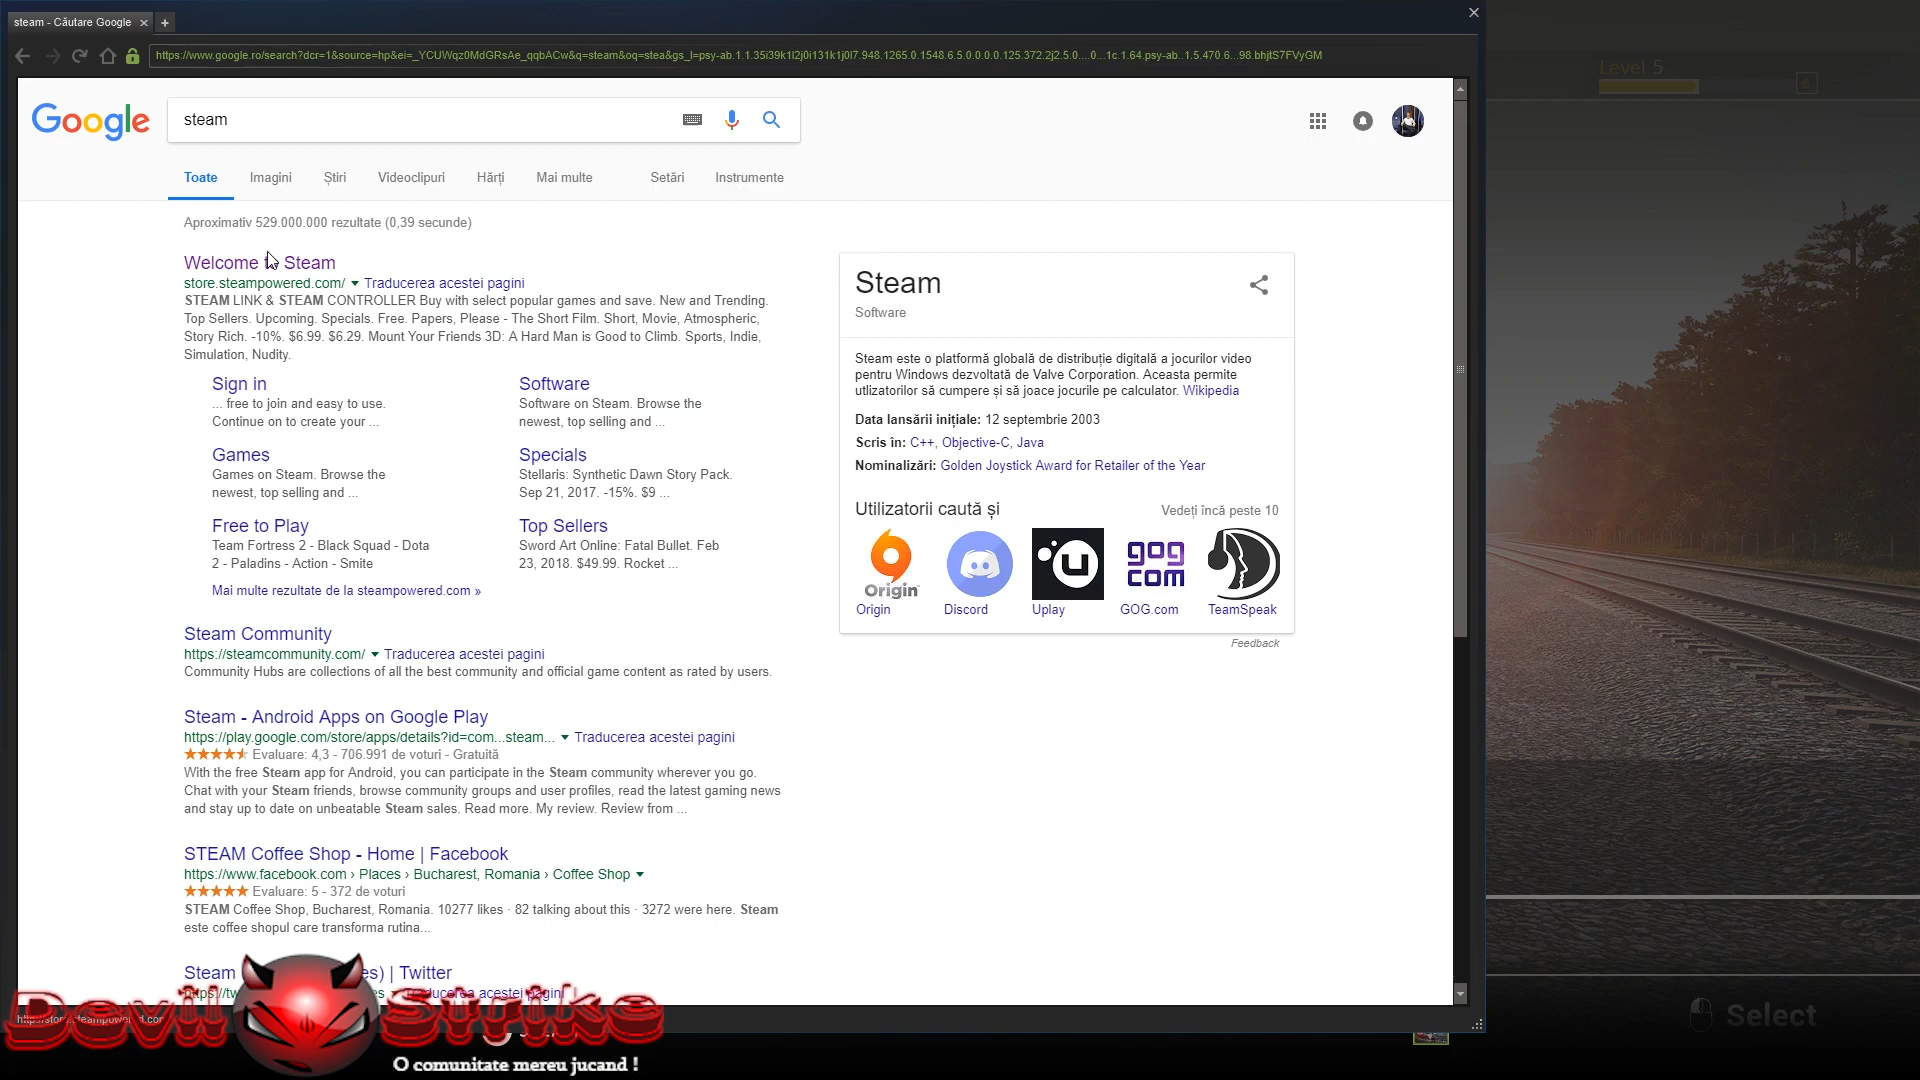 steam - Căutare Google
https://www.google.ro/search?dcr=1&source=hp&ei=_YCUWqz0MdGRsAe_qqbACw&q=steam&oq=stea&gs_l=psy-ab.1.1.35i39k1l2j0i131k1j0l7.948.1265.0.1548.6.5.0.0.0.0.125.372.2j2.5.0....0...1c.1.64.psy-ab..1.5.470.6...98.bhjtS7FVyGM
Level 5
6
Google
steam
Toate Imagini Știri Videoclipuri Hărți Mai multe Setări Instrumente
Aproximativ 529.000.000 rezultate (0,39 secunde)
Welcome Steam
store.steampowered.com/ Traducerea acestei pagini
STEAM LINK & STEAM CONTROLLER Buy with select popular games and save. New and Trending.
Top Sellers. Upcoming. Specials. Free. Papers, Please - The Short Film. Short, Movie, Atmospheric,
Story Rich. -10%. $6.99. $6.29. Mount Your Friends 3D: A Hard Man is Good to Climb. Sports, Indie,
Simulation, Nudity.
Sign in
... free to join and easy to use.
Continue on to create your ...
Software
Software on Steam. Browse the
newest, top selling and ...
Games
Games on Steam. Browse the
newest, top selling and ...
Specials
Stellaris: Synthetic Dawn Story Pack.
Sep 21, 2017. -15%. $9 ...
Free to Play
Team Fortress 2 - Black Squad - Dota
2 - Paladins - Action - Smite
Top Sellers
Sword Art Online: Fatal Bullet. Feb
23, 2018. $49.99. Rocket ...
Mai multe rezultate de la steampowered.com »
Steam Community
https://steamcommunity.com/ Traducerea acestei pagini
Community Hubs are collections of all the best community and official game content as rated by users.
Steam - Android Apps on Google Play
https://play.google.com/store/apps/details?id=com...steam... Traducerea acestei pagini
Evaluare: 4,3 - 706.991 de voturi - Gratuită
With the free Steam app for Android, you can participate in the Steam community wherever you go.
Chat with your Steam friends, browse community groups and user profiles, read the latest gaming news
and stay up to date on unbeatable Steam sales. Read more. My review. Review from ...
STEAM Coffee Shop - Home | Facebook
https://www.facebook.com › Places › Bucharest, Romania › Coffee Shop
Evaluare: 5 - 372 de voturi
STEAM Coffee Shop, Bucharest, Romania. 10277 likes · 82 talking about this · 3272 were here. Steam
este coffee shopul care transforma rutina...
Steam es) | Twitter
Traducerea acestei pagini
Steam
Software
Steam este o platformă globală de distribuție digitală a jocurilor video
pentru Windows dezvoltată de Valve Corporation. Aceasta permite
utlizatorilor să cumpere și să joace jocurile pe calculator. Wikipedia
Data lansării inițiale: 12 septembrie 2003
Scris în: C++, Objective-C, Java
Nominalizări: Golden Joystick Award for Retailer of the Year
Utilizatorii caută și Vedeți încă peste 10
Origin
gog
com
Origin Discord Uplay GOG.com TeamSpeak
Feedback
Devil Strike
O comunitate mereu jucand !
Select